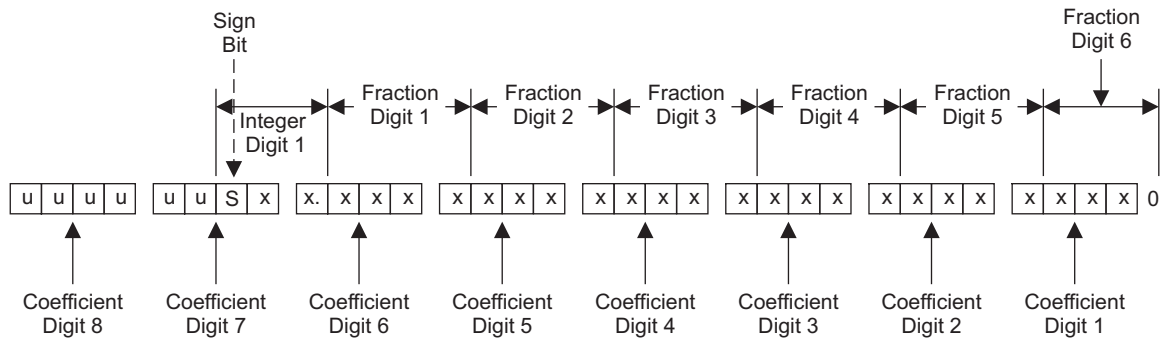 Sign
Bit
Fraction
Digit 6
Integer
Digit 1
Fraction
Digit 1
Fraction
Digit 2
Fraction
Digit 3
Fraction
Digit 4
Fraction
Digit 5
u u u u u u S x x. x x x x x x x x x x x x x x x x x x x x x x x 0
Coefficient
Digit 8
Coefficient
Digit 7
Coefficient
Digit 6
Coefficient
Digit 5
Coefficient
Digit 4
Coefficient
Digit 3
Coefficient
Digit 2
Coefficient
Digit 1